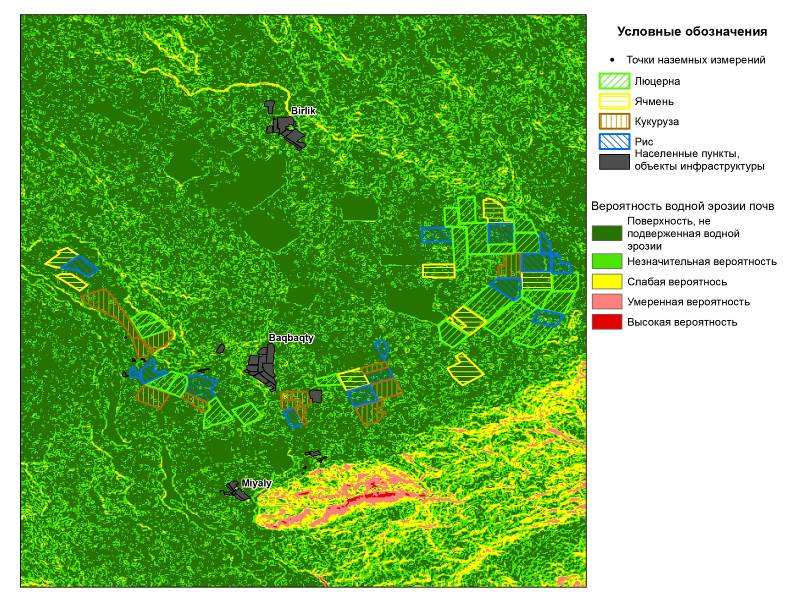 Условные обозначения
Точки наземных измерений
Люцерна
Ячмень
Кукуруза
Рис
Населенные пункты,
объекты инфраструктуры
Вероятность водной эрозии почв
Поверхность, не
подверженная водной
эрозии
Незначительная вероятность
Слабая вероятнось
Умеренная вероятность
Высокая вероятность
Birlik
Baqbaqty
Miyaly